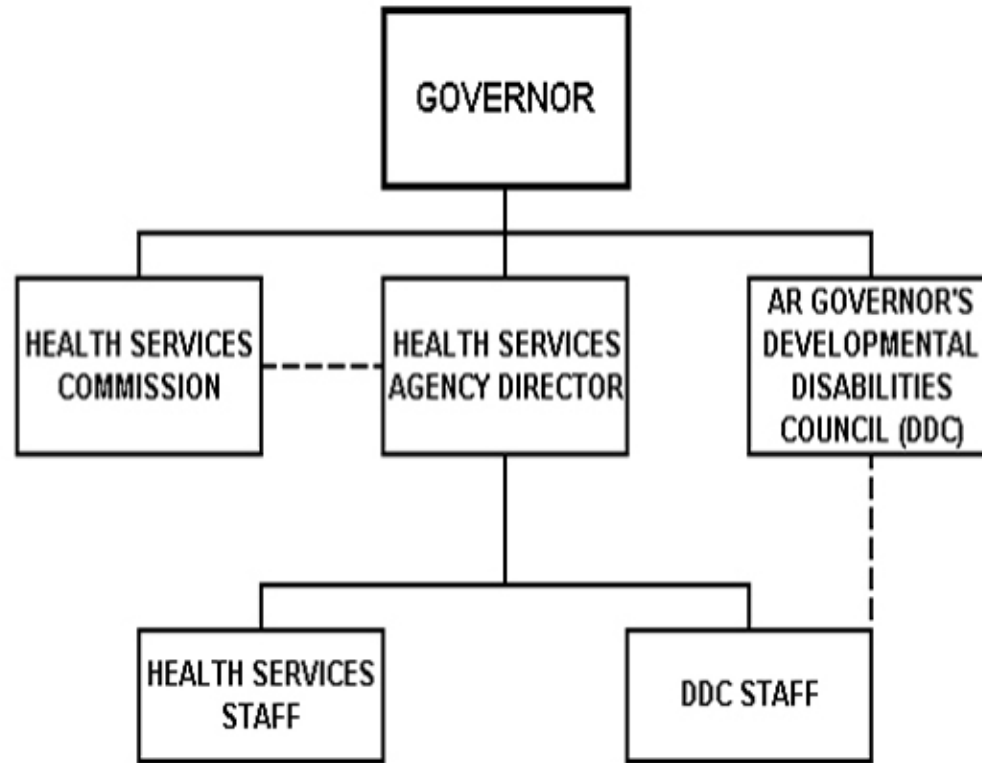 GOVERNOR
HEALTH SERVICES
COMMISSION
HEALTH SERVICES
AGENCY DIRECTOR
AR GOVERNOR'S
DEVELOPMENTAL
DISABILITIES
COUNCIL (DDC)
HEALTH SERVICES
STAFF
DDC STAFF